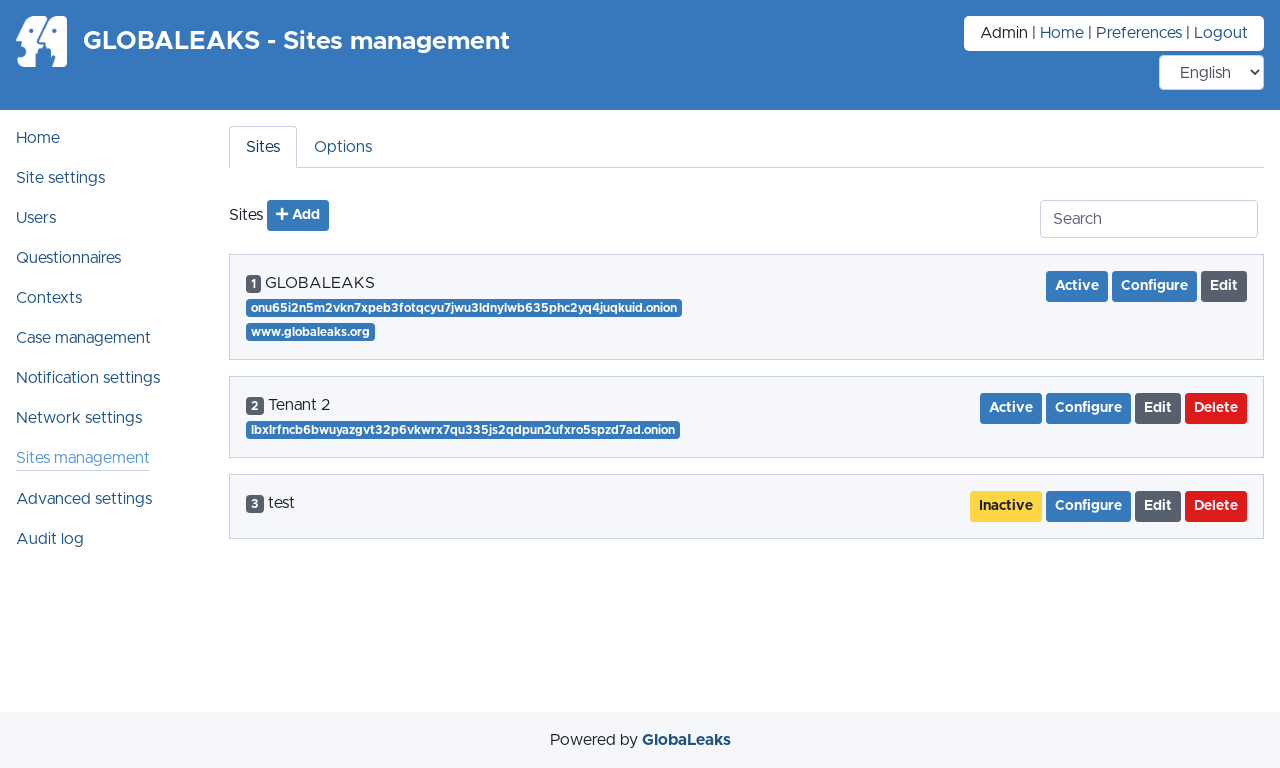 GLOBALEAKS - Sites management
Admin | Home | Preferences | Logout
English
Home
Site settings
Users
Questionnaires
Contexts
Case management
Notification settings
Network settings
Sites management
Advanced settings
Audit log
Sites Options
Sites + Add
Search
1 GLOBALEAKS Active Configure Edit
onu65i2n5m2vkn7xpeb3fotqcyu7jwu3ldnylwb635phc2yq4juqkuid.onion
www.globaleaks.org
2 Tenant 2 Active Configure Edit Delete
lbxlrfncb6bwuyazgvt32p6vkwrx7qu335js2qdpun2ufxro5spzd7ad.onion
3 test Inactive Configure Edit Delete
Powered by GlobaLeaks